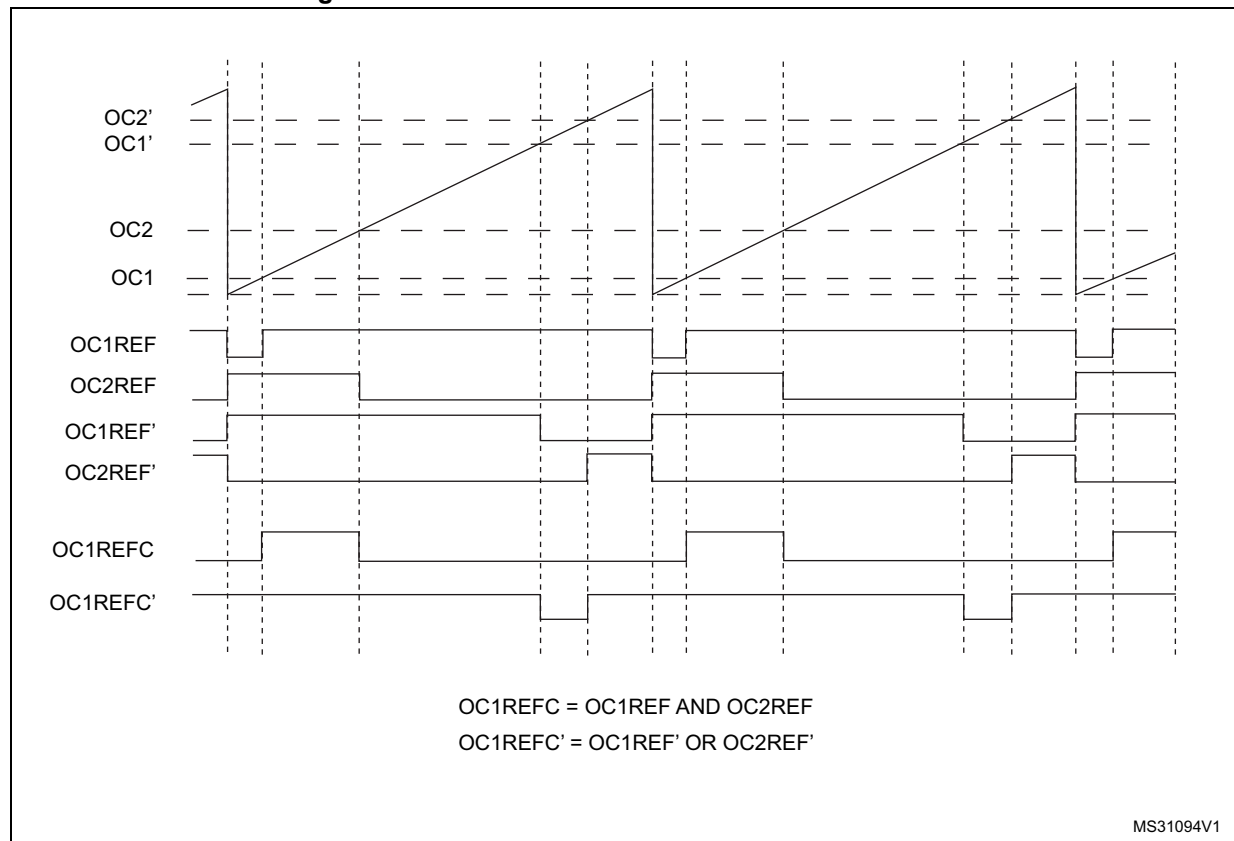 OC2’
OC1’
OC2
OC1
OC1REF
OC2REF
OC1REF’
OC2REF’
OC1REFC
OC1REFC’
OC1REFC = OC1REF AND OC2REF
OC1REFC’ = OC1REF’ OR OC2REF’
MS31094V1